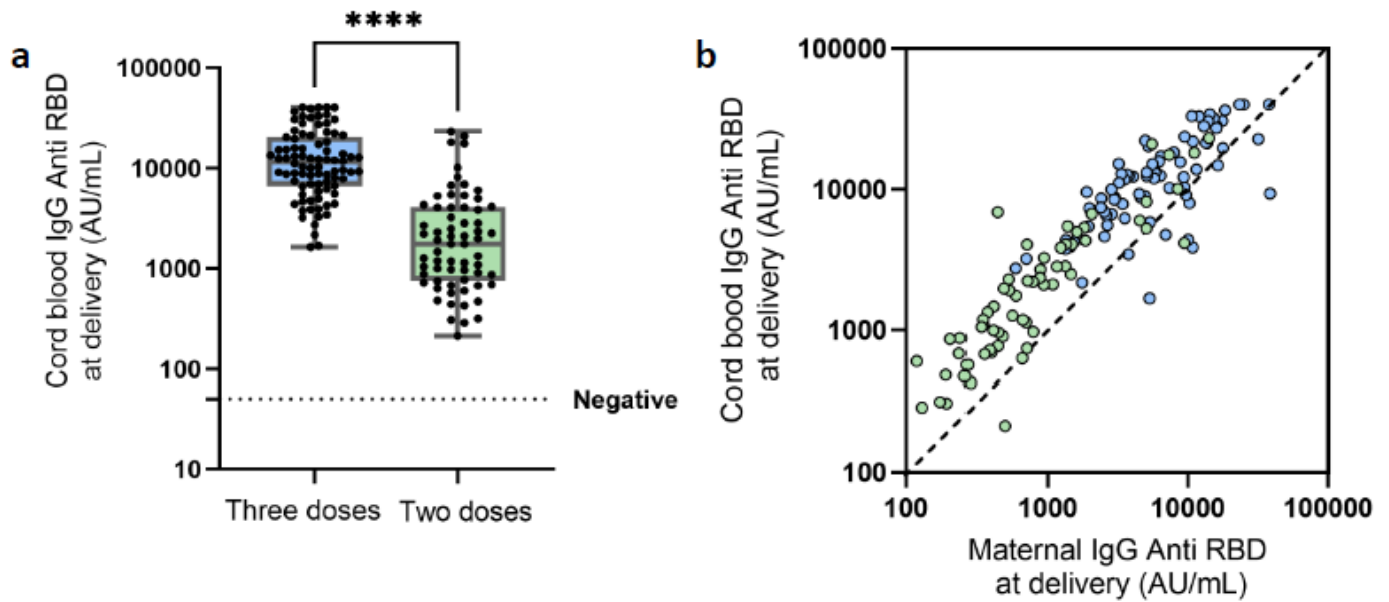 a
****
Cord blood IgG Anti RBD
at delivery (AU/mL)
100000
10000
1000
100
10
Negative
Three doses
Two doses
b
Cord bood IgG Anti RBD
at delivery (AU/mL)
100000
10000
1000
100
100
1000
10000
100000
Maternal IgG Anti RBD
at delivery (AU/mL)